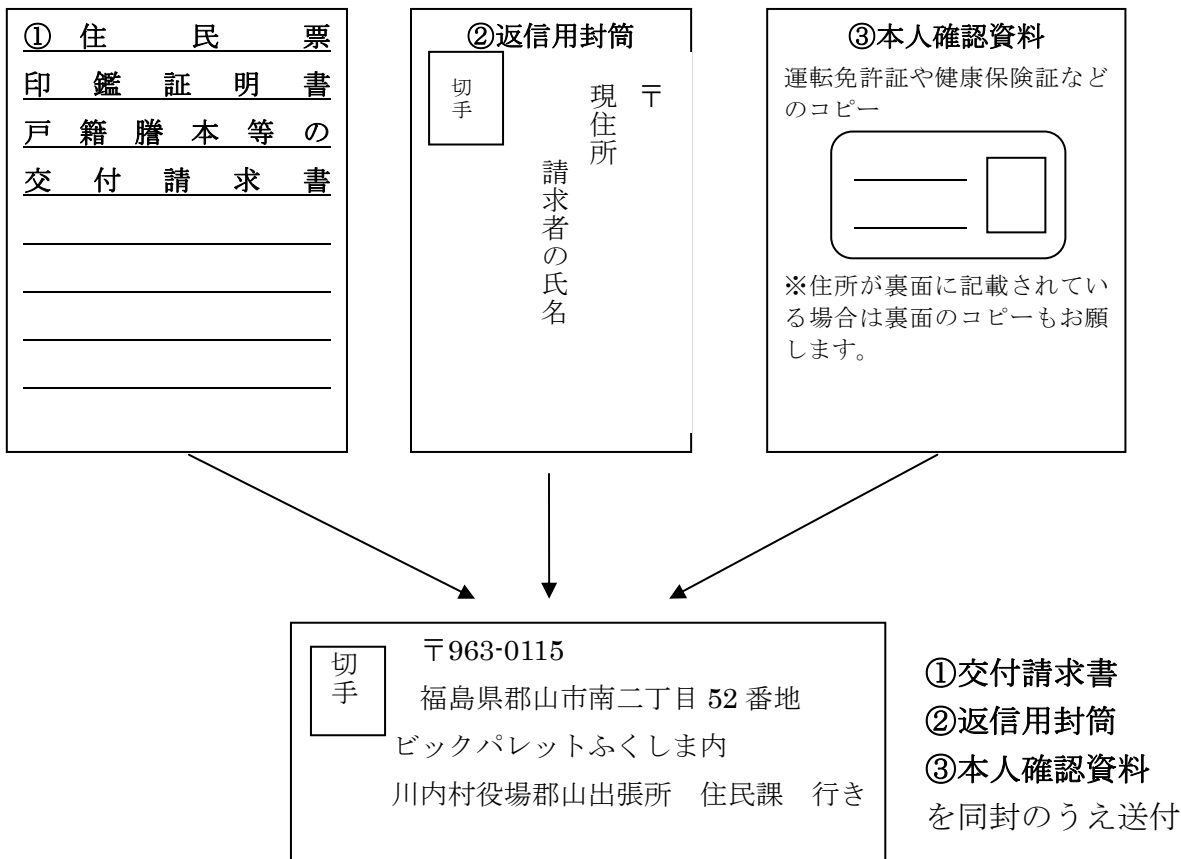 ①住民票
印鑑証明書
戸籍謄本等の
交付請求書
②返信用封筒
切手
〒
現住所
請求者の氏名
③本人確認資料
運転免許証や健康保険証など
のコピー
※住所が裏面に記載されてい
る場合は裏面のコピーもお願
します。
切手
〒963-0115
福島県郡山市南二丁目 52 番地
ビックパレットふくしま内
川内村役場郡山出張所　住民課　行き
①交付請求書
②返信用封筒
③本人確認資料
を同封のうえ送付